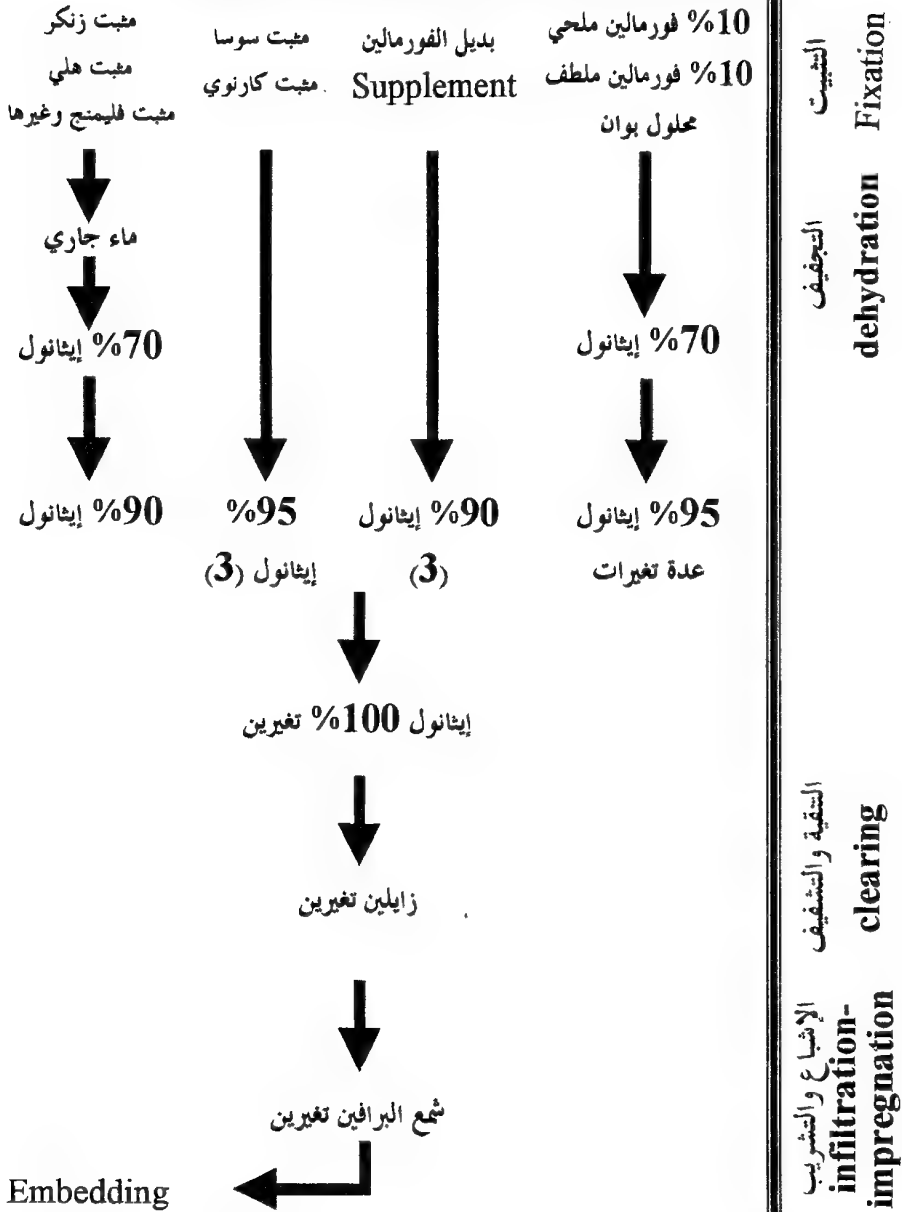 %10 فورمالين ملحي
%10 فورمالين ملطف
محلول بوان
بديل الفورمالين
Supplement
مثبت سوسا
مثبت كارنوي
مثبت زنكر
مثبت هلي
مثبت فليمنج وغيرها
ماء جاري
%70 إيثانول
%70 إيثانول
%95 إيثانول
عدة تغيرات
%90 إيثانول
(3)
%95
إيثانول (3)
%90 إيثانول
إيثانول 100% تغيرين
زايلين تغيرين
شمع البرافين تغيرين
Embedding
التثبيت
Fixation
التجفيف
dehydration
التنقية والتشفيف
clearing
الإشباع والتشريب
infiltration-
impregnation